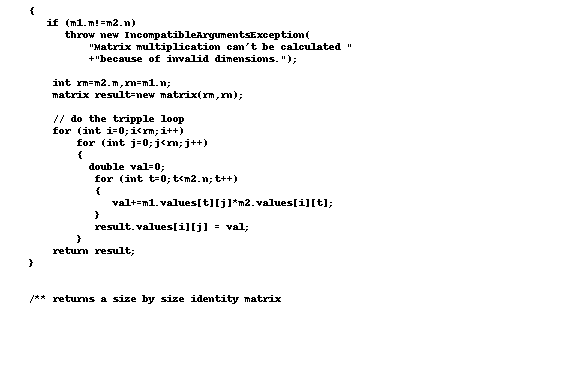 {
if (m1.m!=m2.n)
throw new IncompatibleArgumentsException(
"Matrix multiplication can't be calculated "
+"because of invalid dimensions.");
int rm=m2.m,rn=m1.n;
matrix result=new matrix(rm,rn);
// do the tripple loop
for (int i=0;i<rm;i++)
for (int j=0;j<rn;j++)
{
double val=0;
for (int t=0;t<m2.n;t++)
{
val+=m1.values[t][j]*m2.values[i][t];
}
result.values[i][j] = val;
}
return result;
}
/** returns a size by size identity matrix